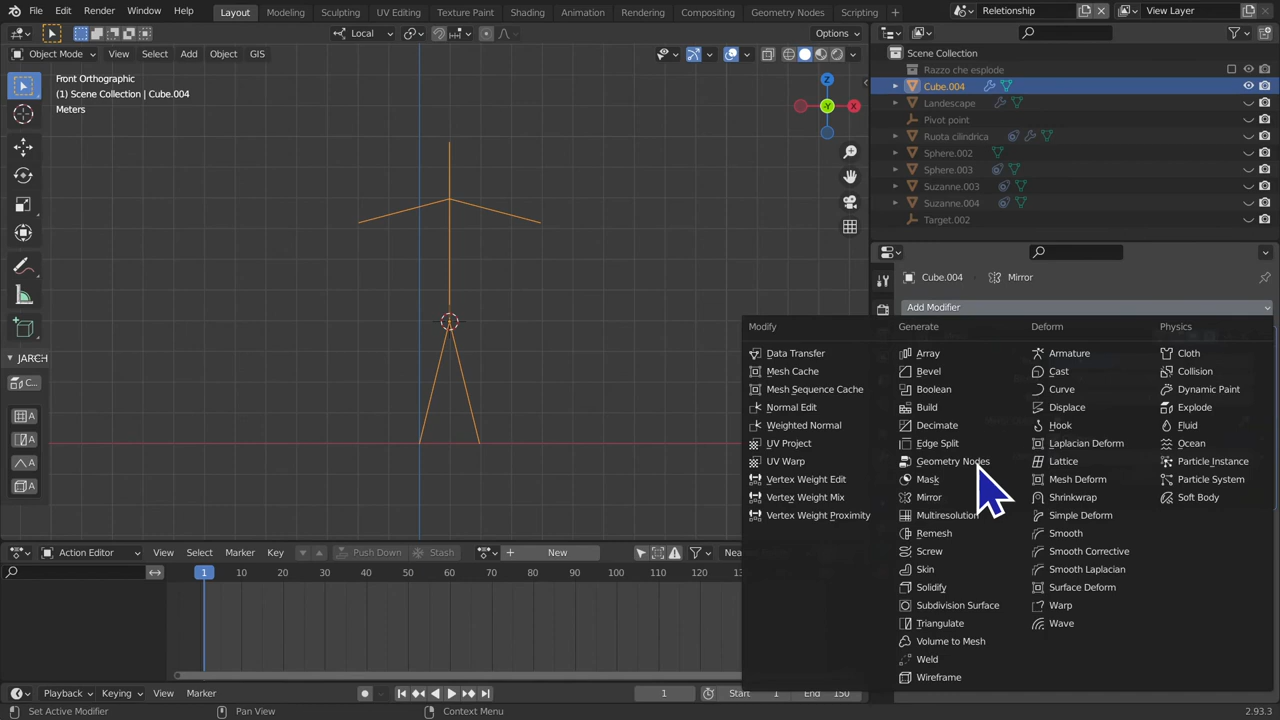 File Edit Render Window Help Layout Modeling Sculpting UV Editing Texture Paint Shading Animation Rendering Compositing Geometry Nodes Scripting + Relationship View Layer
Local Options
Object Mode View Select Add Object GIS
Front Orthographic
(1) Scene Collection | Cube.004
Meters
Z
X
-Y
JARCH
C...
A
A
A
A
Scene Collection
Razzo che esplode
Cube.004
Landscape
Pivot point
Ruota cilindrica
Sphere.002
Sphere.003
Suzanne.003
Suzanne.004
Target.002
Cube.004 Mirror
Add Modifier
Modify
Data Transfer
Mesh Cache
Mesh Sequence Cache
Normal Edit
Weighted Normal
UV Project
UV Warp
Vertex Weight Edit
Vertex Weight Mix
Vertex Weight Proximity
Generate
Array
Bevel
Boolean
Build
Decimate
Edge Split
Geometry Nodes
Mask
Mirror
Multiresolution
Remesh
Screw
Skin
Solidify
Subdivision Surface
Triangulate
Volume to Mesh
Weld
Wireframe
Deform
Armature
Cast
Curve
Displace
Hook
Laplacian Deform
Lattice
Mesh Deform
Shrinkwrap
Simple Deform
Smooth
Smooth Corrective
Smooth Laplacian
Surface Deform
Warp
Wave
Physics
Cloth
Collision
Dynamic Paint
Explode
Fluid
Ocean
Particle Instance
Particle System
Soft Body
Action Editor View Select Marker Key Push Down Stash New
1 10 20 30 40 50 60 70 80 90 100 110 120
Playback Keying View Marker 1 Start 1 End 150
Set Active Modifier Pan View Context Menu 2.93.3